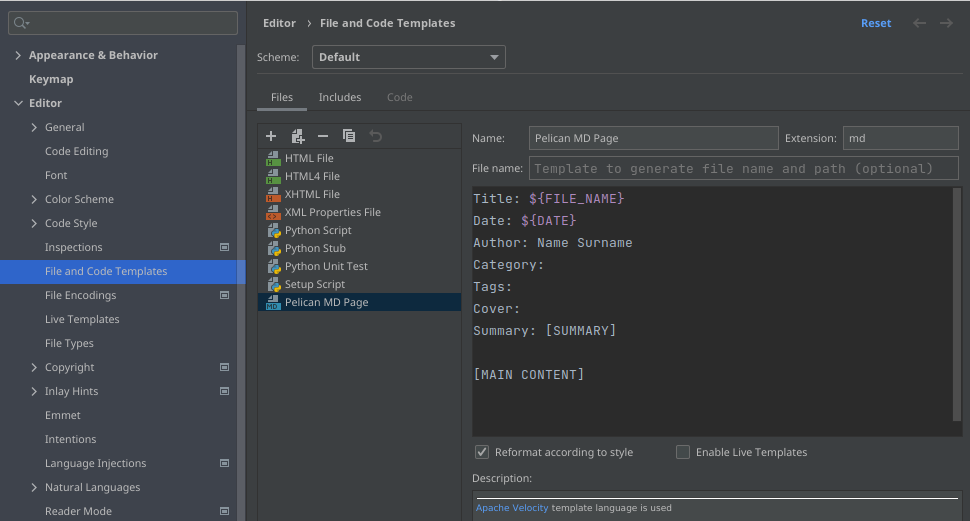 Editor › File and Code Templates
Reset
Scheme:
Default
Appearance & Behavior
Keymap
Editor
General
Code Editing
Font
Color Scheme
Code Style
Inspections
File and Code Templates
File Encodings
Live Templates
File Types
Copyright
Inlay Hints
Emmet
Intentions
Language Injections
Natural Languages
Reader Mode
Files
Includes
Code
HTML File
HTML4 File
XHTML File
XML Properties File
Python Script
Python Stub
Python Unit Test
Setup Script
Pelican MD Page
Name:
Pelican MD Page
Extension:
md
File name:
Template to generate file name and path (optional)
Title: ${FILE_NAME}
Date: ${DATE}
Author: Name Surname
Category:
Tags:
Cover:
Summary: [SUMMARY]
[MAIN CONTENT]
Reformat according to style
Enable Live Templates
Description:
Apache Velocity template language is used